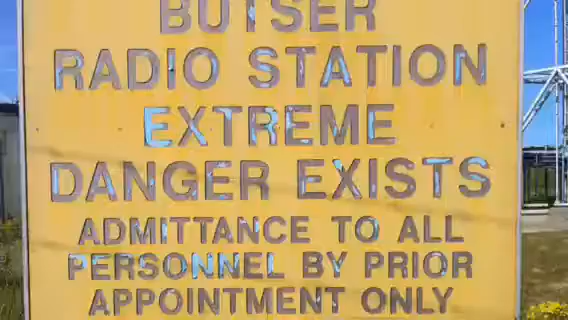 BUTSER
RADIO STATION
EXTREME
DANGER EXISTS
ADMITTANCE TO ALL
PERSONNEL BY PRIOR
APPOINTMENT ONLY